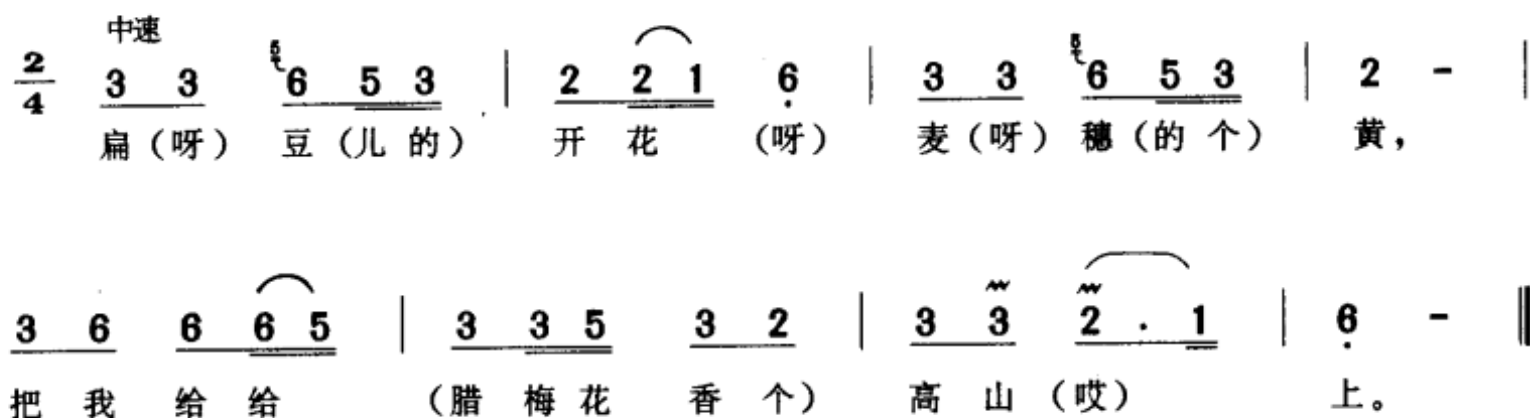 中速
2/4 3 3 5 6 5 3 | 2 2 1 6 | 3 3 5 6 5 3 | 2 - |
扁（呀） 豆（儿 的） 开 花 （呀） 麦（呀） 穗（的 个） 黄，
3 6 6 6 5 | 3 3 5 3 2 | 3 3 2 . 1 | 6 - ‖
把 我 给 给 （腊 梅 花 香 个） 高 山 （哎） 上。